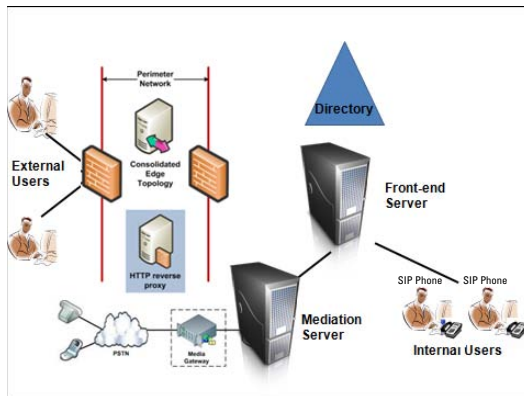 Perimeter
Network
Directory
External
Users
Consolidated
Edge
Topology
Front-end
Server
HTTP reverse
proxy
SIP Phone
SIP Phone
Mediation
Server
Internal Users
PSTN
Media
Gateway